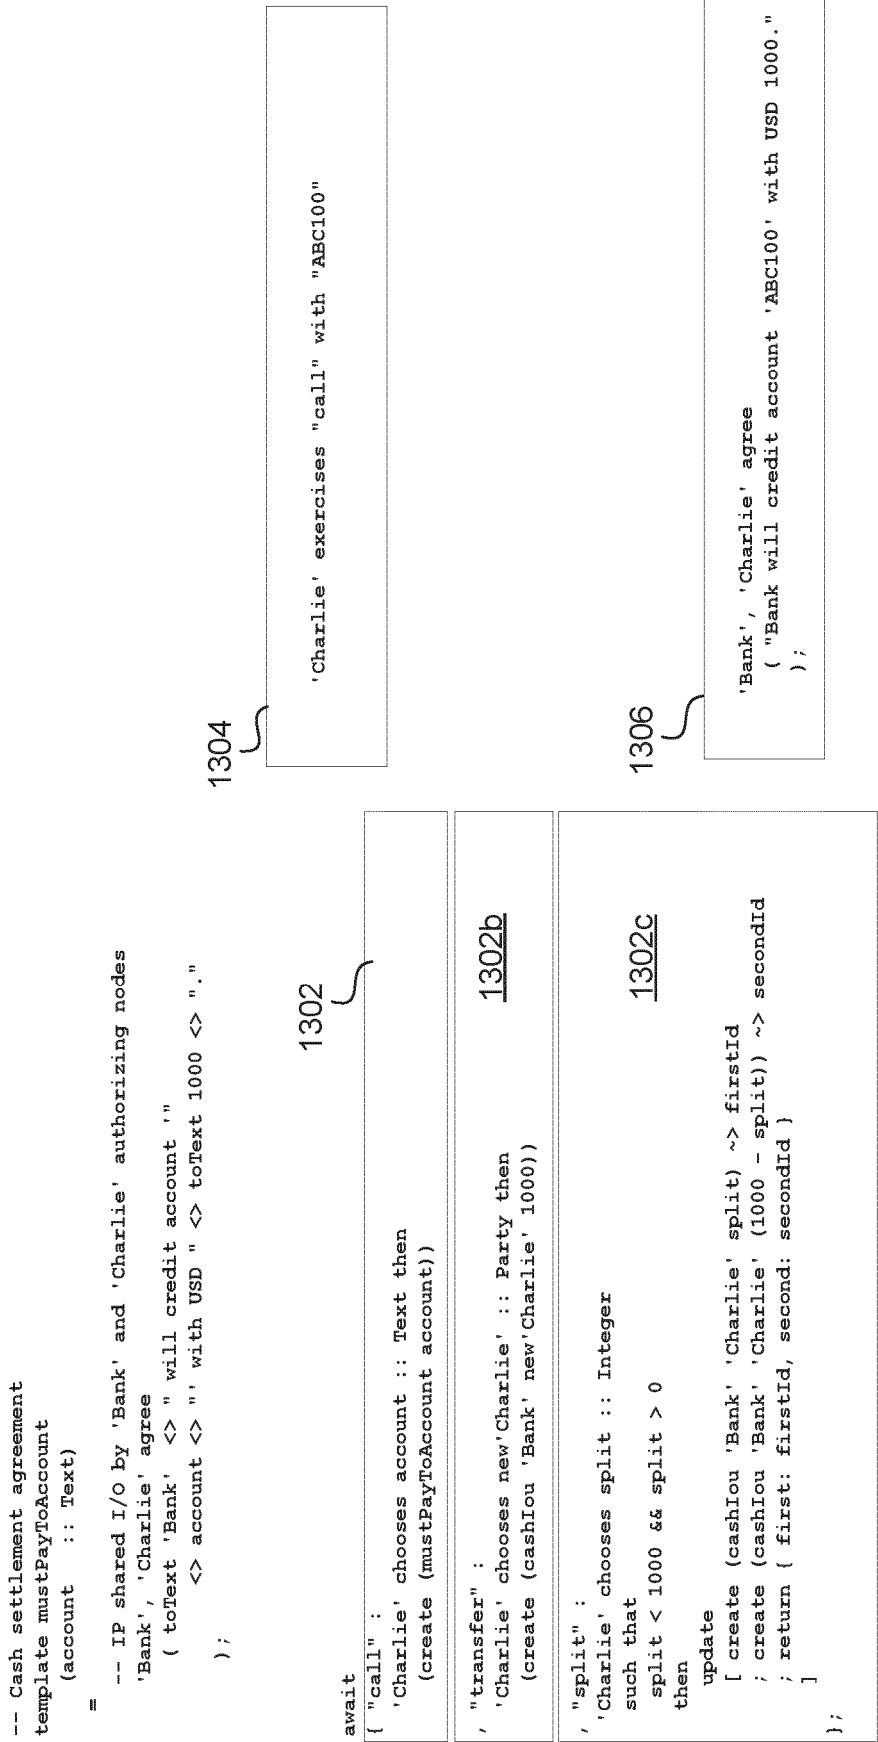 -- Cash settlement agreement
template mustPayToAccount
(account :: Text)
=
-- IP shared I/O by 'Bank' and 'Charlie' authorizing nodes
'Bank', 'Charlie' agree
( toText 'Bank' <> " will credit account '"
<> account <> "' with USD " <> toText 1000 <> "."
);
await
1302
{ "call" :
'Charlie' chooses account :: Text then
(create (mustPayToAccount account))
1302b
, "transfer" :
'Charlie' chooses new'Charlie' :: Party then
(create (cashIou 'Bank' new'Charlie' 1000))
1302c
, "split" :
'Charlie' chooses split :: Integer
such that
split < 1000 && split > 0
then
update
[ create (cashIou 'Bank' 'Charlie' split) ~> firstId
; create (cashIou 'Bank' 'Charlie' (1000 - split)) ~> secondId
; return { first: firstId, second: secondId }
]
};
1304
'Charlie' exercises "call" with "ABC100"
1306
'Bank', 'Charlie' agree
( "Bank will credit account 'ABC100' with USD 1000."
);